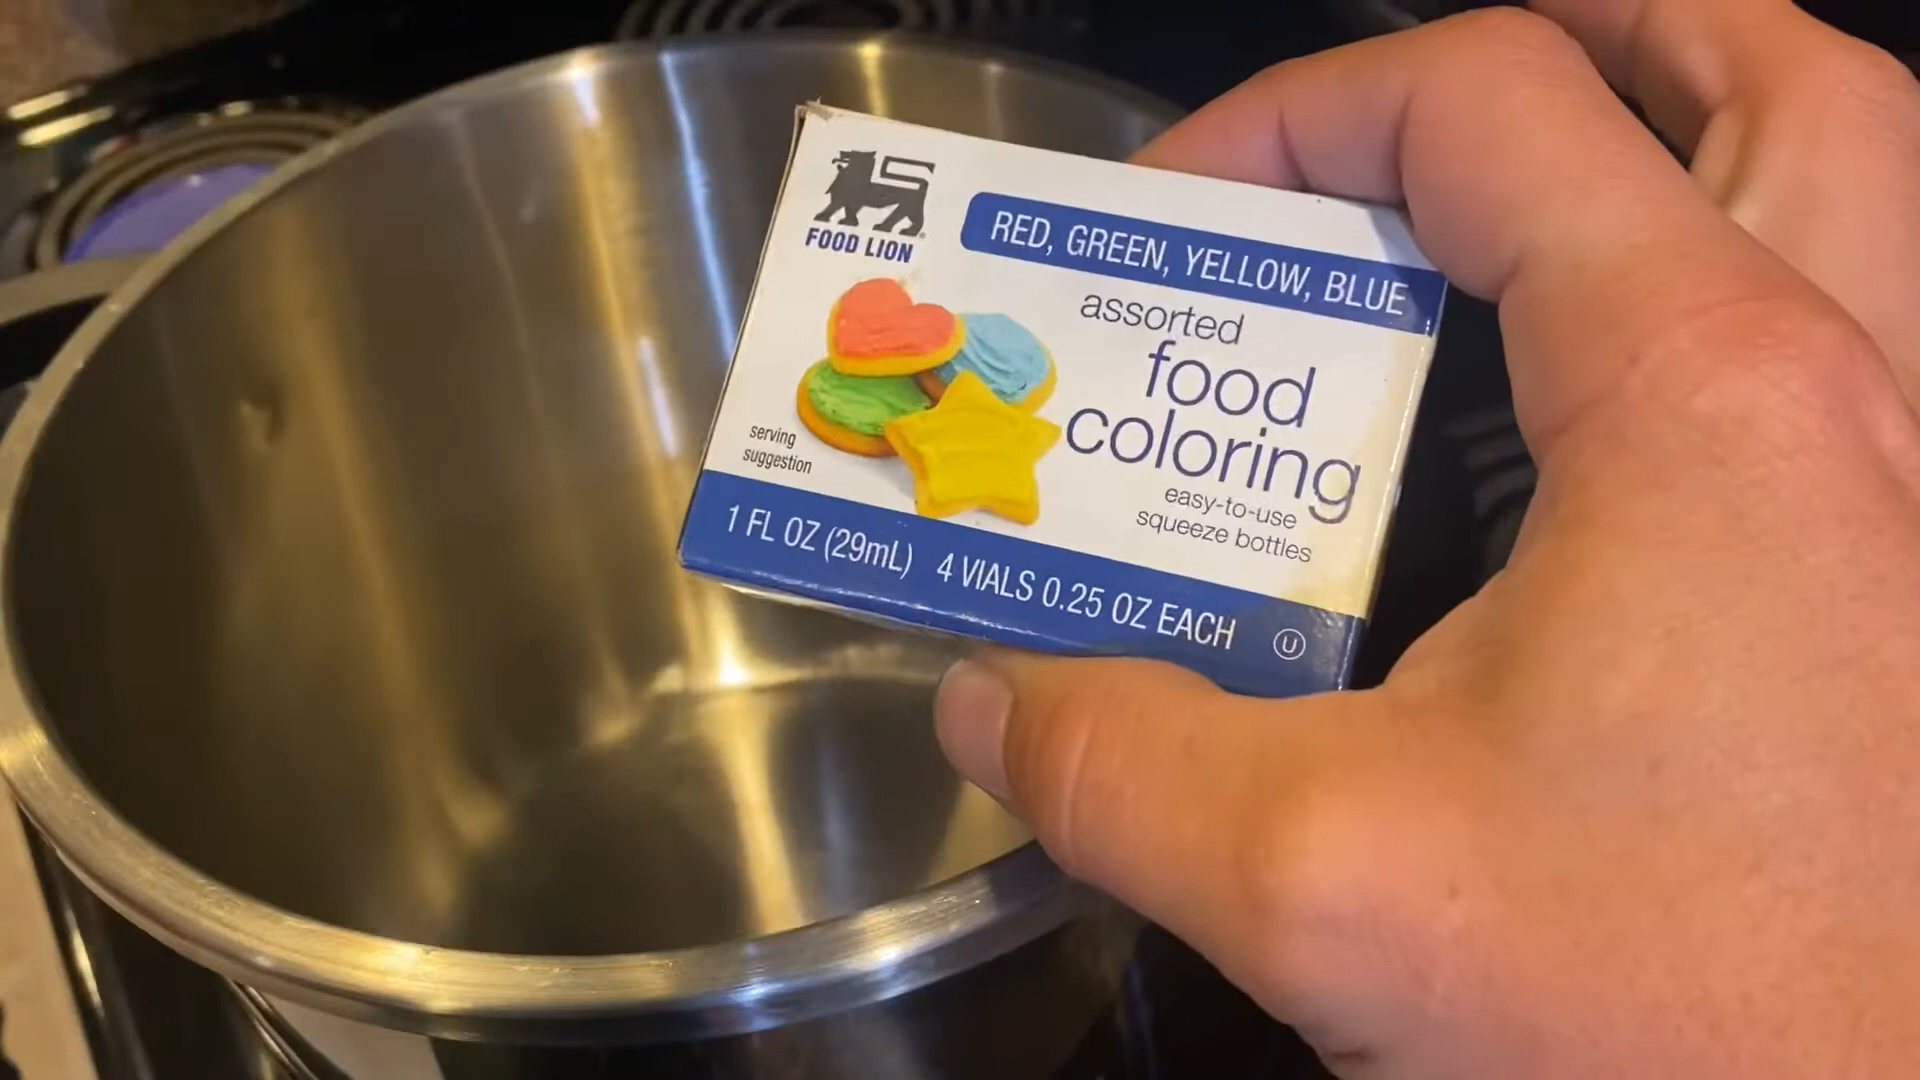 FOOD LION
RED, GREEN, YELLOW, BLUE
assorted
food
coloring
easy-to-use
squeeze bottles
serving
suggestion
1 FL OZ (29mL) 4 VIALS 0.25 OZ EACH U